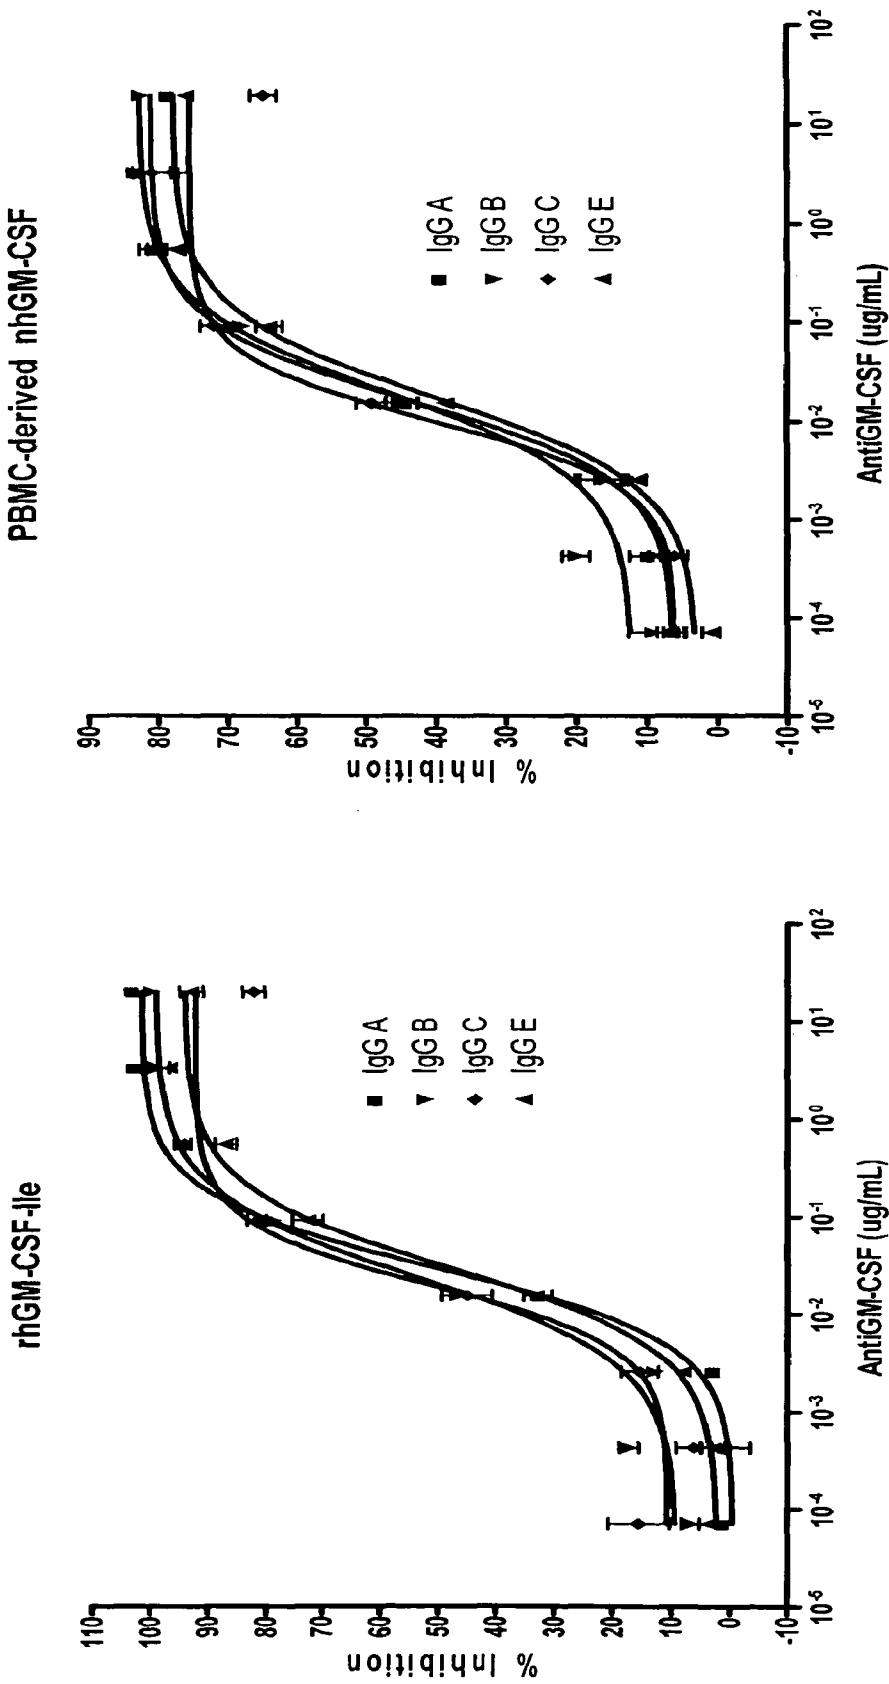 rhGM-CSF-Ile
% Inhibition
110
100
90
80
70
60
50
40
30
20
10
0
-10
10-5
10-4
10-3
10-2
10-1
10⁰
10¹
10²
AntiGM-CSF (ug/mL)
IgG A
IgG B
IgG C
IgG E
PBMC-derived nhGM-CSF
% Inhibition
90
80
70
60
50
40
30
20
10
0
-10
10-5
10-4
10-3
10-2
10-1
10⁰
10¹
10²
AntiGM-CSF (ug/mL)
IgG A
IgG B
IgG C
IgG E